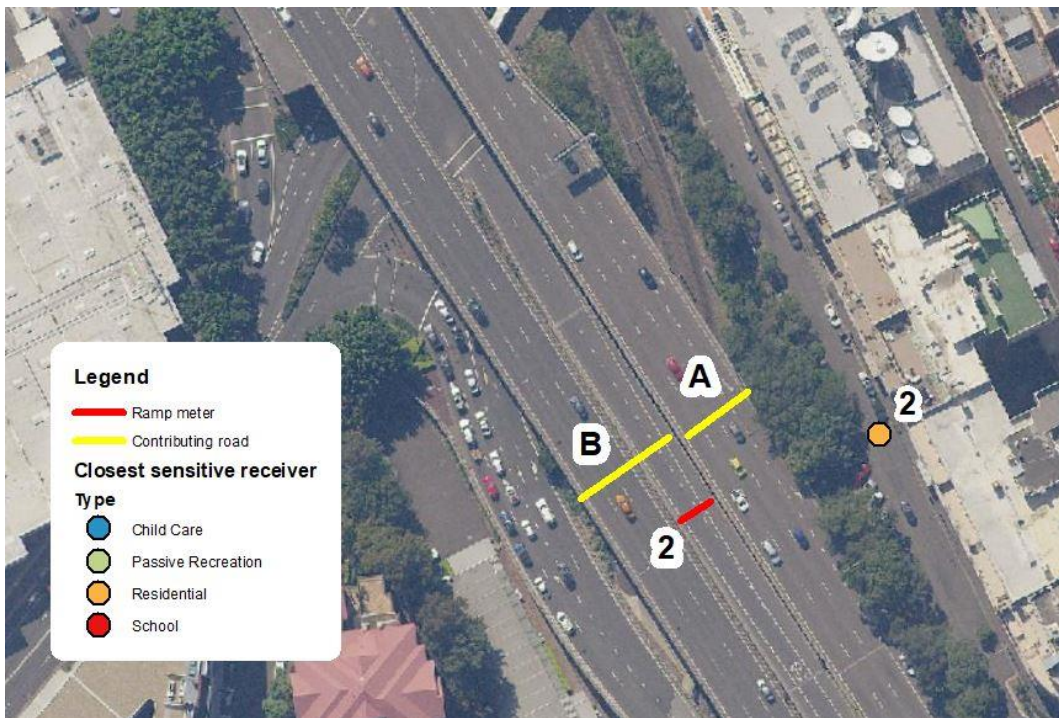 A
2
B
2
Legend
Ramp meter
Contributing road
Closest sensitive receiver
Type
Child Care
Passive Recreation
Residential
School